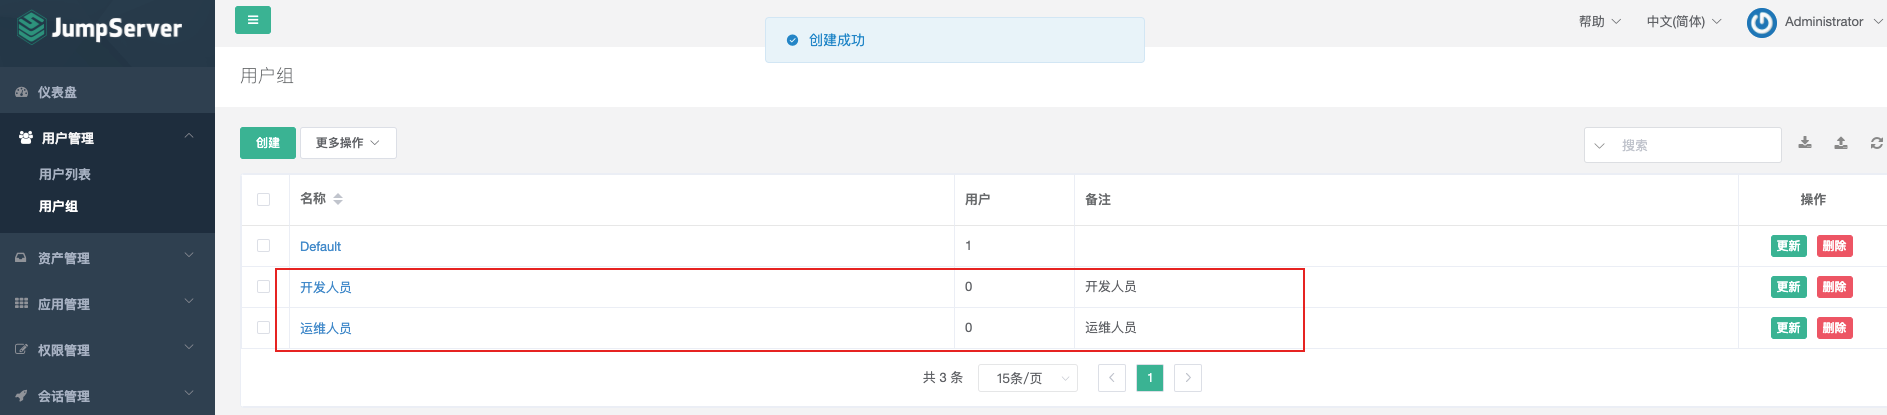 JumpServer
创建成功
帮助
中文(简体)
Administrator
用户组
仪表盘
用户管理
用户列表
用户组
资产管理
应用管理
权限管理
会话管理
创建
更多操作
搜索
名称 用户 备注 操作
Default 1 更新 删除
开发人员 0 开发人员 更新 删除
运维人员 0 运维人员 更新 删除
共 3 条 15条/页 1